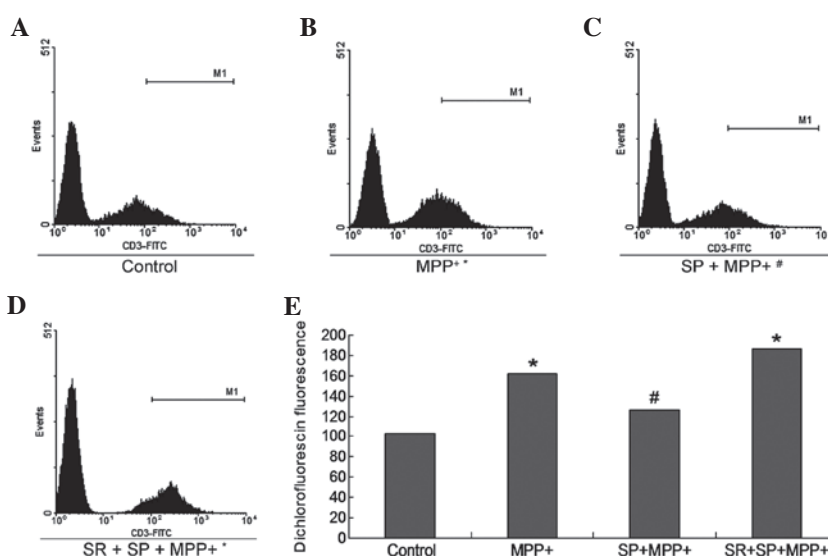 A
512
M1
Events
0
10⁰ 10¹ 10² 10³ 10⁴
CD3-FITC
Control
B
512
M1
Events
0
10⁰ 10¹ 10² 10³ 10⁴
CD3-FITC
MPP⁺ *
C
512
M1
Events
0
10⁰ 10¹ 10² 10³ 10⁴
CD3-FITC
SP + MPP+ #
D
512
M1
Events
0
10⁰ 10¹ 10² 10³ 10⁴
CD3-FITC
SR + SP + MPP+ *
E
Dichlorofluorescin fluorescence
200
180
160
140
120
100
80
60
40
20
0
*
#
*
Control MPP+ SP+MPP+ SR+SP+MPP+